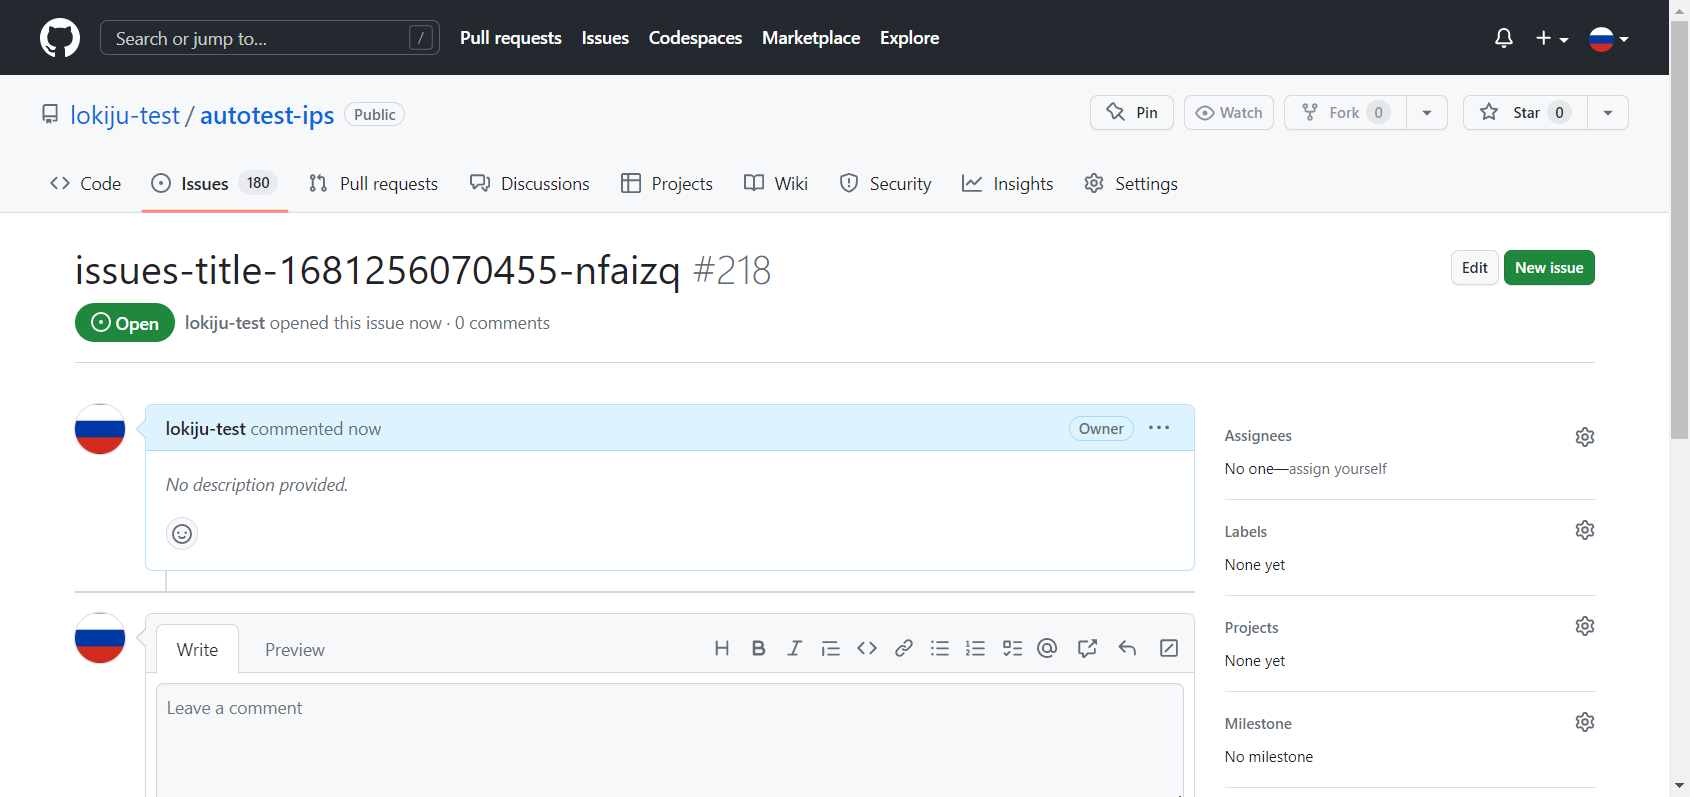 Search or jump to... / Pull requests Issues Codespaces Marketplace Explore
lokiju-test / autotest-ips Public Pin Watch Fork 0 Star 0
Code Issues 180 Pull requests Discussions Projects Wiki Security Insights Settings
issues-title-1681256070455-nfaizq #218 Edit New issue
Open lokiju-test opened this issue now · 0 comments
lokiju-test commented now Owner
No description provided.
Write Preview
Leave a comment
Assignees
No one—assign yourself
Labels
None yet
Projects
None yet
Milestone
No milestone